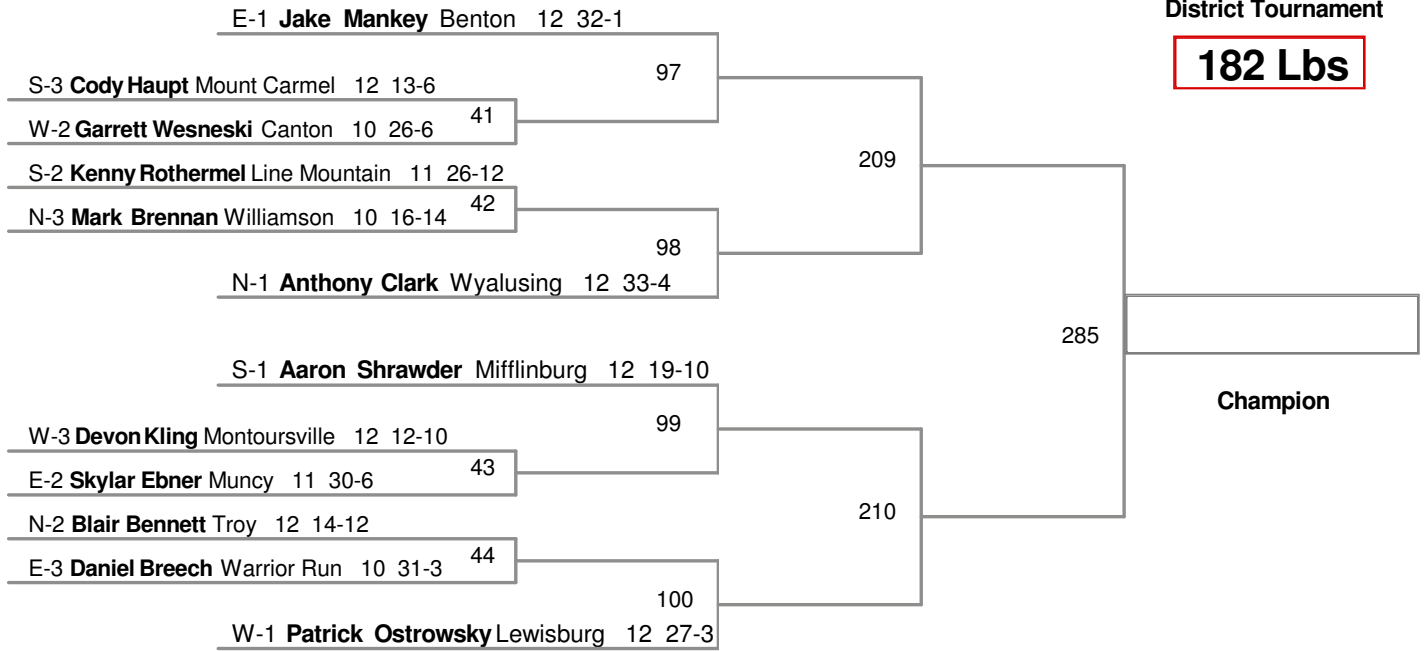 District Tournament
182 Lbs
E-1 Jake Mankey Benton 12 32-1
97
S-3 Cody Haupt Mount Carmel 12 13-6
41
W-2 Garrett Wesneski Canton 10 26-6
209
S-2 Kenny Rothermel Line Mountain 11 26-12
42
N-3 Mark Brennan Williamson 10 16-14
98
N-1 Anthony Clark Wyalusing 12 33-4
285
Champion
S-1 Aaron Shrawder Mifflinburg 12 19-10
99
W-3 Devon Kling Montoursville 12 12-10
43
E-2 Skylar Ebner Muncy 11 30-6
210
N-2 Blair Bennett Troy 12 14-12
44
E-3 Daniel Breech Warrior Run 10 31-3
100
W-1 Patrick Ostrowsky Lewisburg 12 27-3